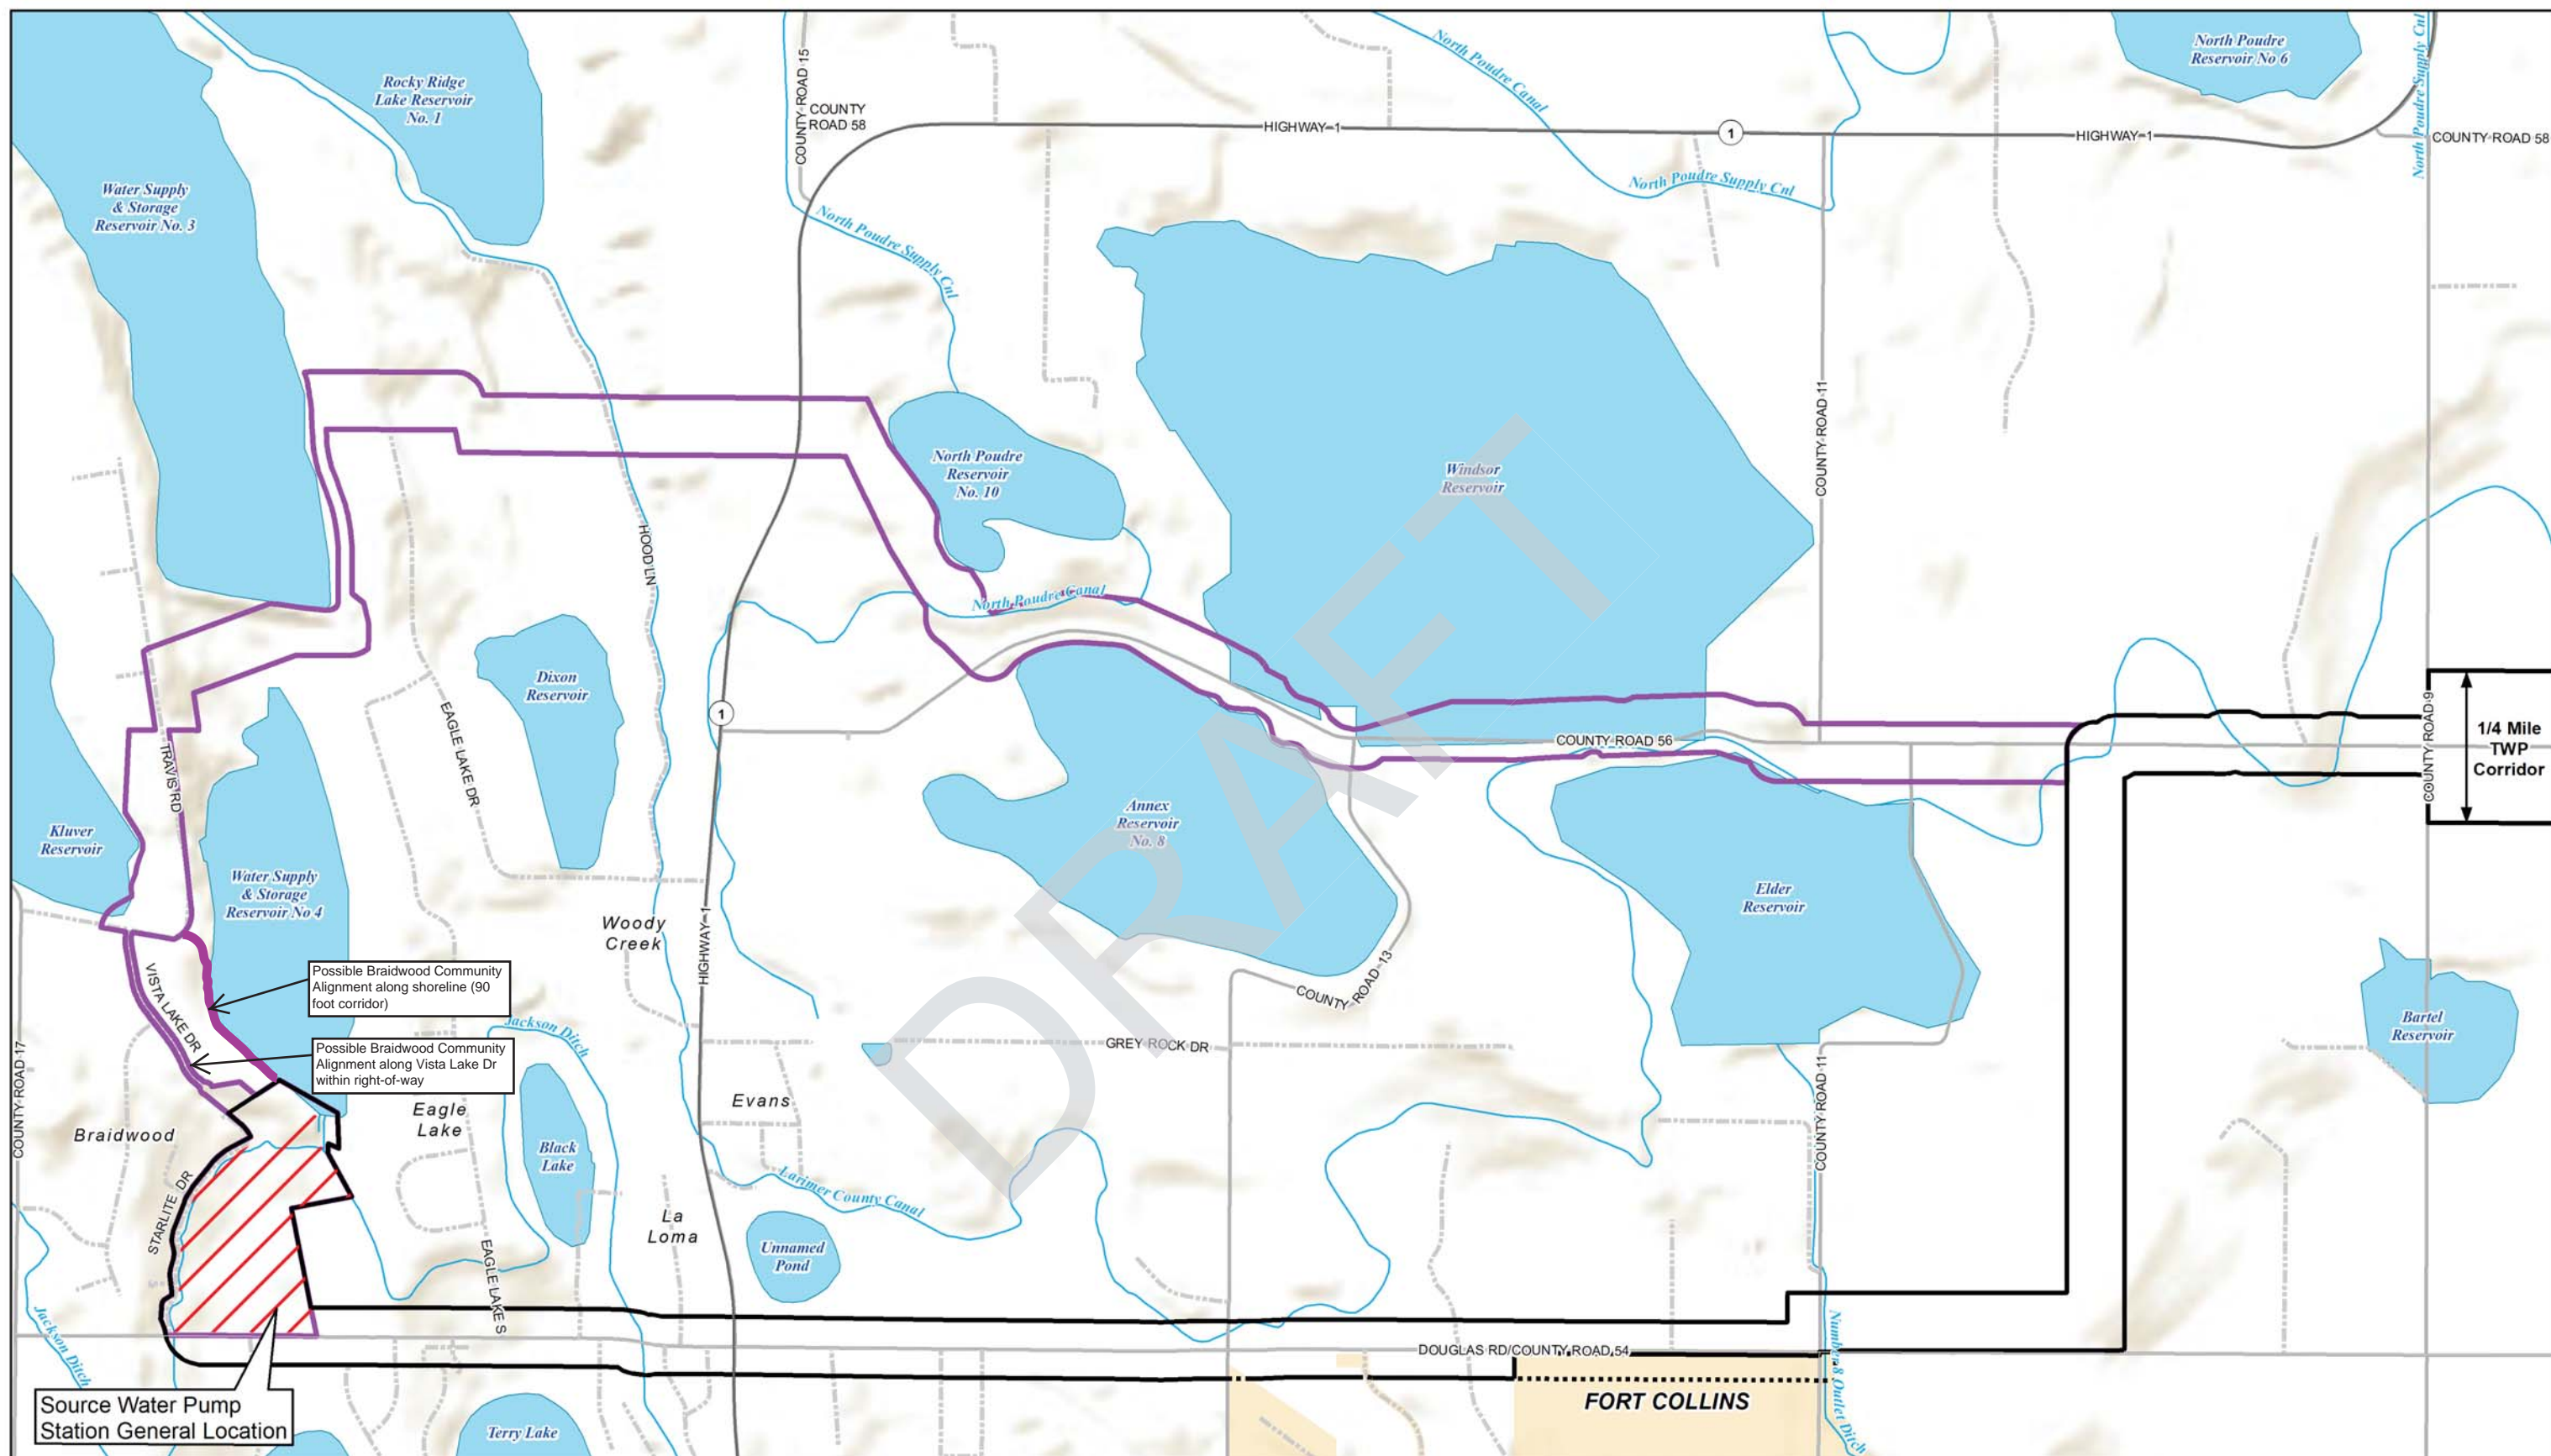 North Poudre
Reservoir No 6
North Poudre Supply Cnl
Rocky Ridge
Lake Reservoir
No. 1
COUNTY ROAD 15
COUNTY
ROAD 58
North Poudre Canal
HIGHWAY 1
1
HIGHWAY 1
COUNTY ROAD 58
North Poudre Supply Cnl
Water Supply
& Storage
Reservoir No. 3
North Poudre Supply Cnl
COUNTY ROAD 11
North Poudre
Reservoir
No. 10
Windsor
Reservoir
HOOD LN
North Poudre Canal
Dixon
Reservoir
EAGLE LAKE DR
1
TRAVIS RD
COUNTY ROAD 56
COUNTY ROAD 9
1/4 Mile
TWP
Corridor
Kluver
Reservoir
Annex
Reservoir
No. 8
Water Supply
& Storage
Reservoir No 4
Elder
Reservoir
Woody
Creek
HIGHWAY 1
COUNTY ROAD 13
Possible Braidwood Community
Alignment along shoreline (90
foot corridor)
VISTA LAKE DR
Jackson Ditch
Bartel
Reservoir
Possible Braidwood Community
Alignment along Vista Lake Dr
within right-of-way
GREY ROCK DR
COUNTY ROAD 17
COUNTY ROAD 11
Evans
Eagle
Lake
Braidwood
Black
Lake
Larimer County Canal
STARLITE DR
La
Loma
Unnamed
Pond
EAGLE LAKE S
Jackson Ditch
DOUGLAS RD/COUNTY ROAD 54
Number 8 Outlet Ditch
FORT COLLINS
Source Water Pump
Station General Location
Terry Lake
DRAFT